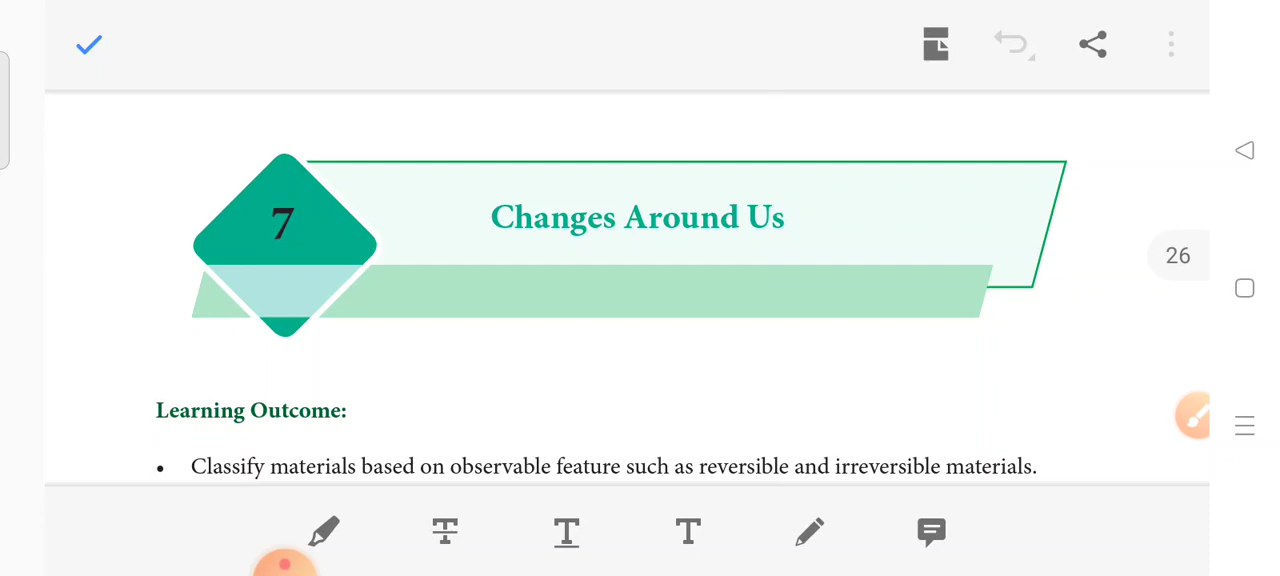 7
Changes Around Us
26
Learning Outcome:
• Classify materials based on observable feature such as reversible and irreversible materials.
T
T
T